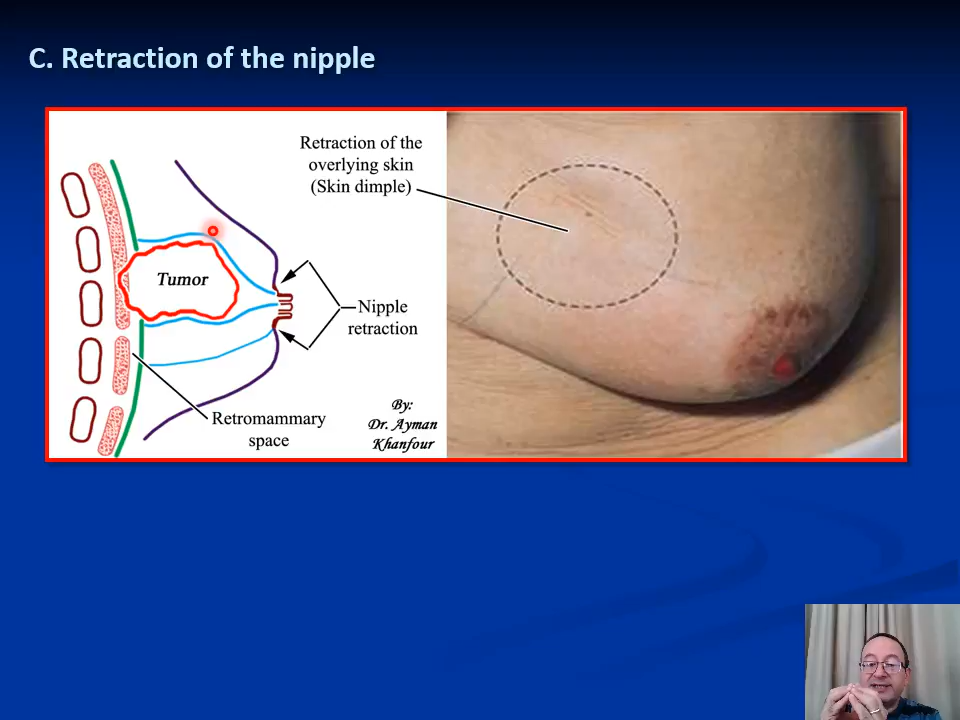 C. Retraction of the nipple
Retraction of the
overlying skin
(Skin dimple)
Tumor
Nipple
retraction
Retromammary
space
By:
Dr. Ayman
Khanfour